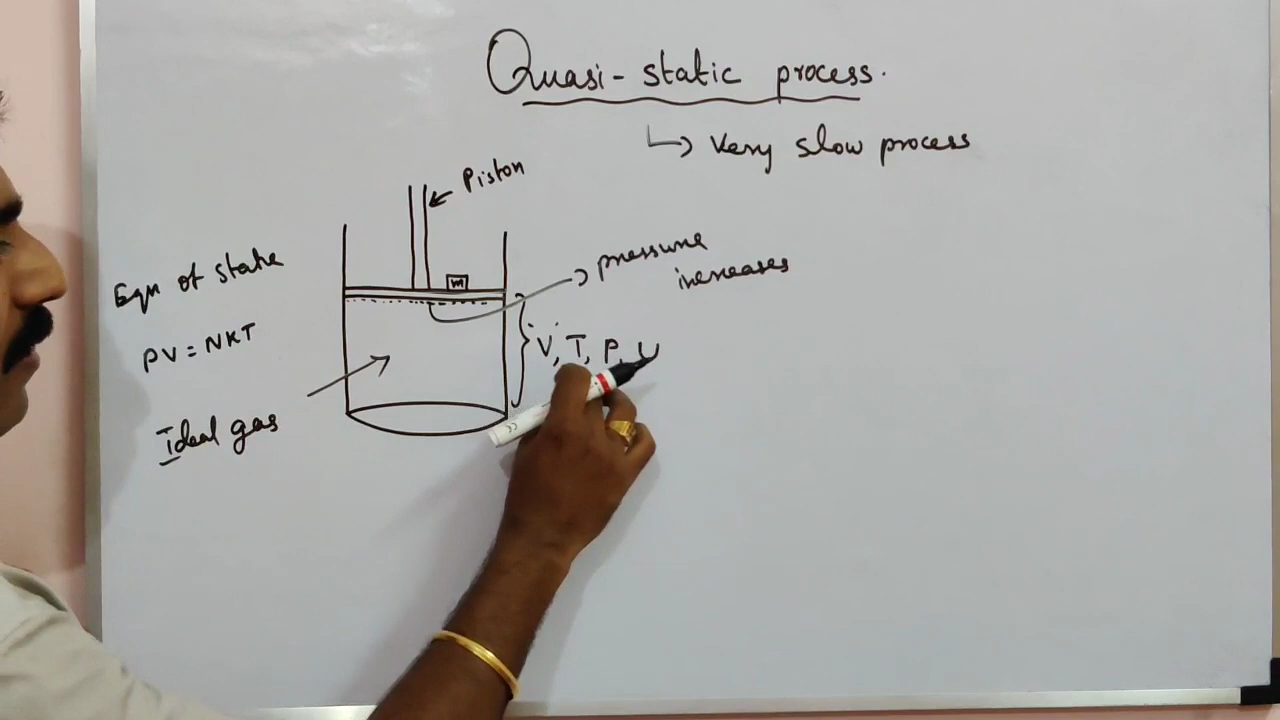 Quasi-static process.
↳ Very slow process
Piston
Eqn of state
m
pressure
increases
PV = NKT
V, T, P, U
Ideal gas